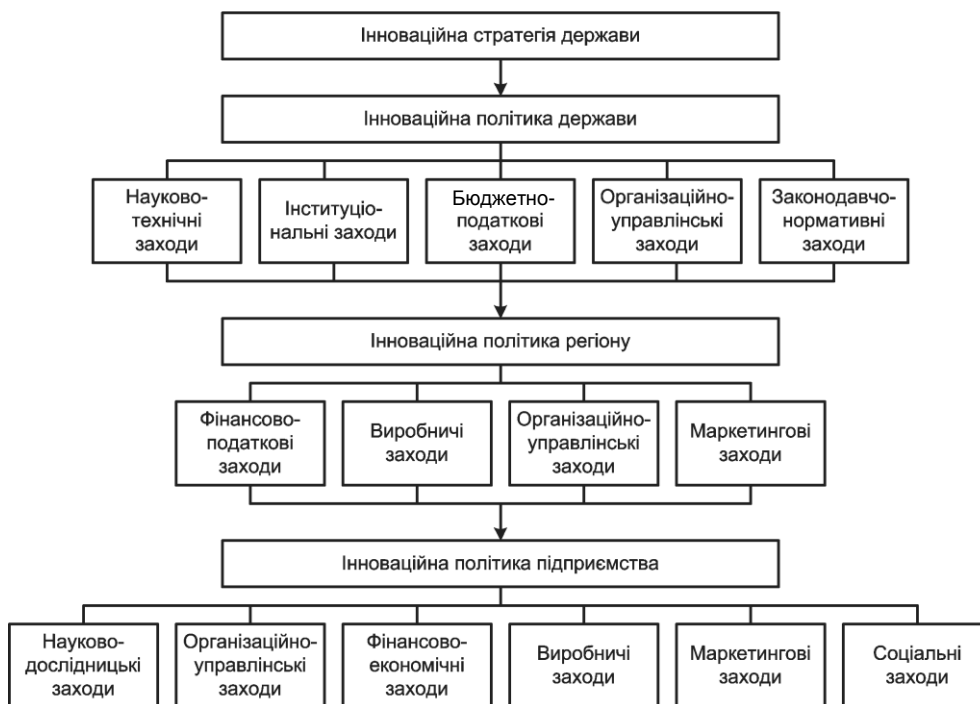 Інноваційна стратегія держави
Інноваційна політика держави
Науково-
технічні
заходи
Інституціо-
нальні заходи
Бюджетно-
податкові
заходи
Організаційно-
управлінські
заходи
Законодавчо-
нормативні
заходи
Інноваційна політика регіону
Фінансово-
податкові
заходи
Виробничі
заходи
Організаційно-
управлінські
заходи
Маркетингові
заходи
Інноваційна політика підприємства
Науково-
дослідницькі
заходи
Організаційно-
управлінські
заходи
Фінансово-
економічні
заходи
Виробничі
заходи
Маркетингові
заходи
Соціальні
заходи